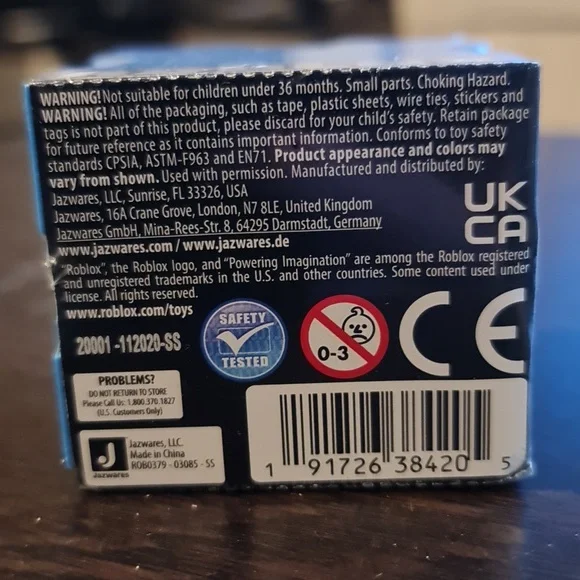 WARNING! Not suitable for children under 36 months. Small parts. Choking Hazard.
WARNING! All of the packaging, such as tape, plastic sheets, wire ties, stickers and
tags is not part of this product, please discard for your child's safety. Retain package
for future reference as it contains important information. Conforms to toy safety
standards CPSIA, ASTM-F963 and EN71. Product appearance and colors may
vary from shown. Used with permission. Manufactured and distributed by:
Jazwares, LLC, Sunrise, FL 33326, USA
Jazwares, 16A Crane Grove, London, N7 8LE, United Kingdom
Jazwares GmbH, Mina-Rees-Str. 8, 64295 Darmstadt, Germany
www.jazwares.com / www.jazwares.de
UK
CA
"Roblox", the Roblox logo, and "Powering Imagination" are among the Roblox registered
and unregistered trademarks in the U.S. and other countries. Some content used under
license. All rights reserved.
www.roblox.com/toys
20001 -112020-SS
SAFETY
TESTED
0-3
CE
PROBLEMS?
DO NOT RETURN TO STORE
Please Call Us: 1.800.370.1827
(U.S. Customers Only)
J
Jazwares
Jazwares, LLC.
Made in China
ROB0379 - 03085 - SS
1 91726 38420 5